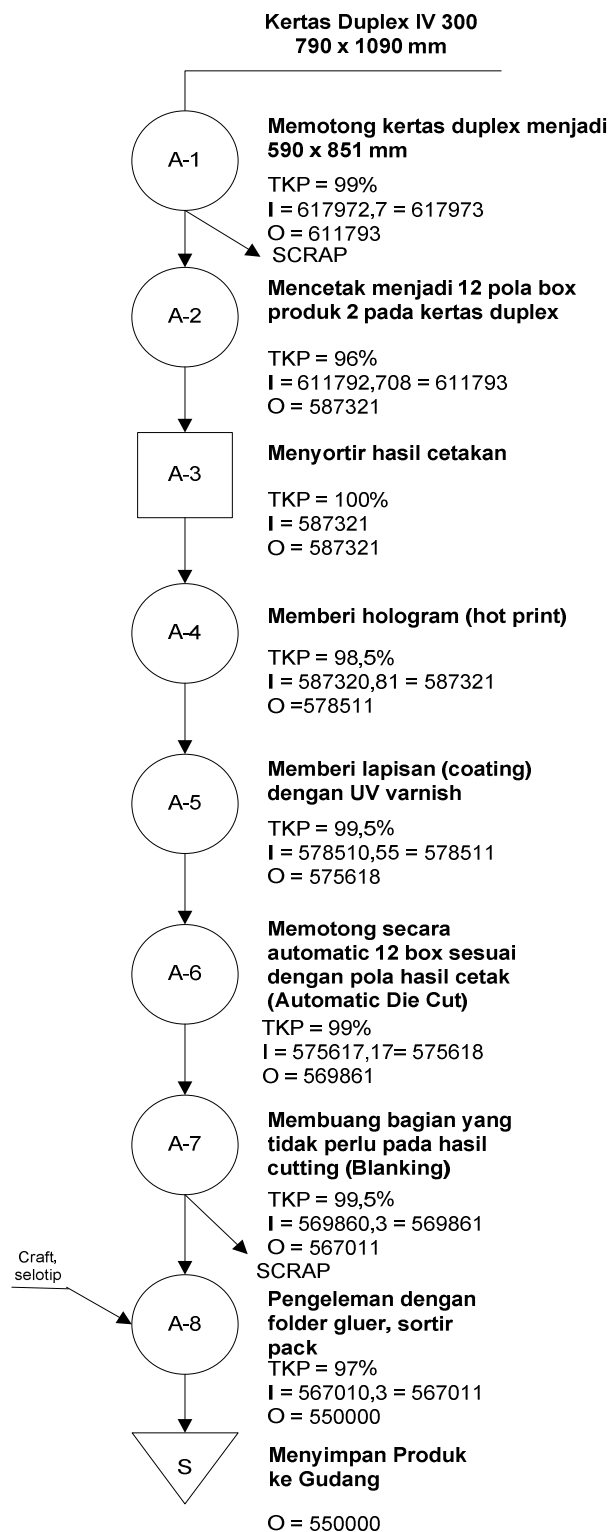 Kertas Duplex IV 300
790 x 1090 mm
A-1
Memotong kertas duplex menjadi
590 x 851 mm
TKP = 99%
I = 617972,7 = 617973
O = 611793
SCRAP
A-2
Mencetak menjadi 12 pola box
produk 2 pada kertas duplex
TKP = 96%
I = 611792,708 = 611793
O = 587321
A-3
Menyortir hasil cetakan
TKP = 100%
I = 587321
O = 587321
A-4
Memberi hologram (hot print)
TKP = 98,5%
I = 587320,81 = 587321
O =578511
A-5
Memberi lapisan (coating)
dengan UV varnish
TKP = 99,5%
I = 578510,55 = 578511
O = 575618
A-6
Memotong secara
automatic 12 box sesuai
dengan pola hasil cetak
(Automatic Die Cut)
TKP = 99%
I = 575617,17= 575618
O = 569861
A-7
Membuang bagian yang
tidak perlu pada hasil
cutting (Blanking)
TKP = 99,5%
I = 569860,3 = 569861
O = 567011
SCRAP
Craft,
selotip
A-8
Pengeleman dengan
folder gluer, sortir
pack
TKP = 97%
I = 567010,3 = 567011
O = 550000
S
Menyimpan Produk
ke Gudang
O = 550000